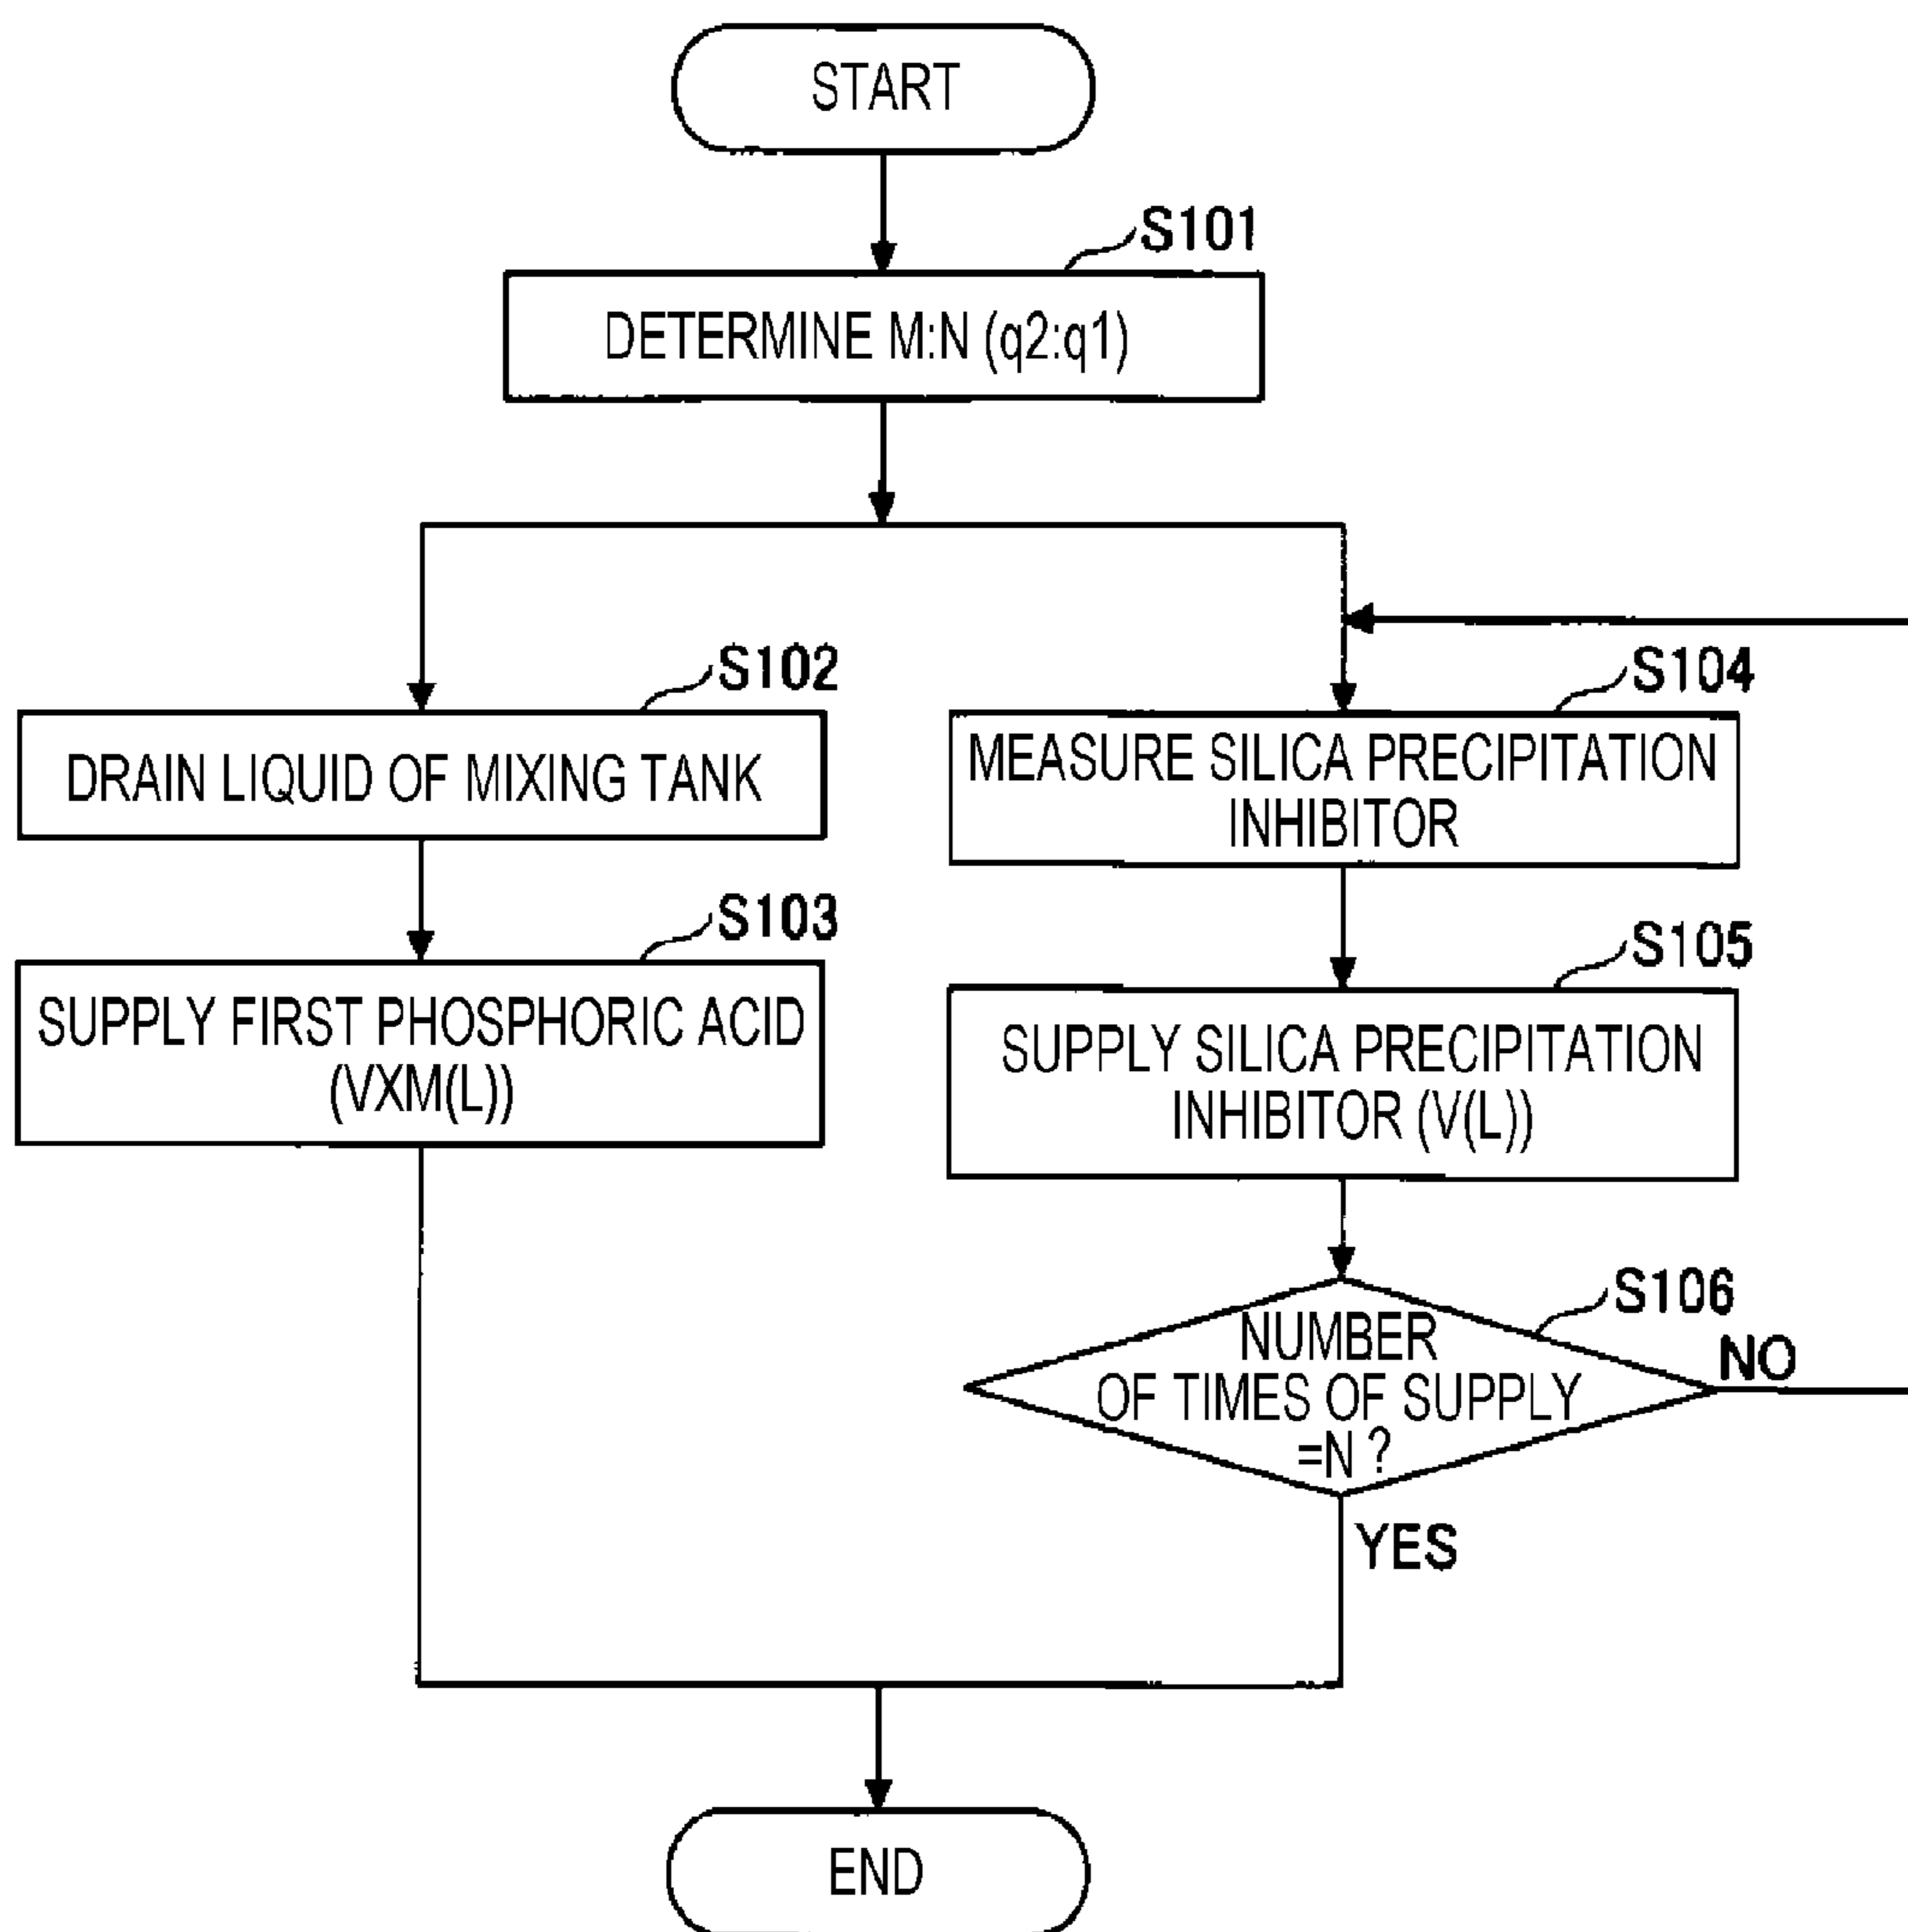 START
S101
DETERMINE M:N (q2:q1)
S102
DRAIN LIQUID OF MIXING TANK
S103
SUPPLY FIRST PHOSPHORIC ACID
(VXM(L))
S104
MEASURE SILICA PRECIPITATION
INHIBITOR
S105
SUPPLY SILICA PRECIPITATION
INHIBITOR (V(L))
S106
NUMBER
OF TIMES OF SUPPLY
=N ?
NO
YES
END